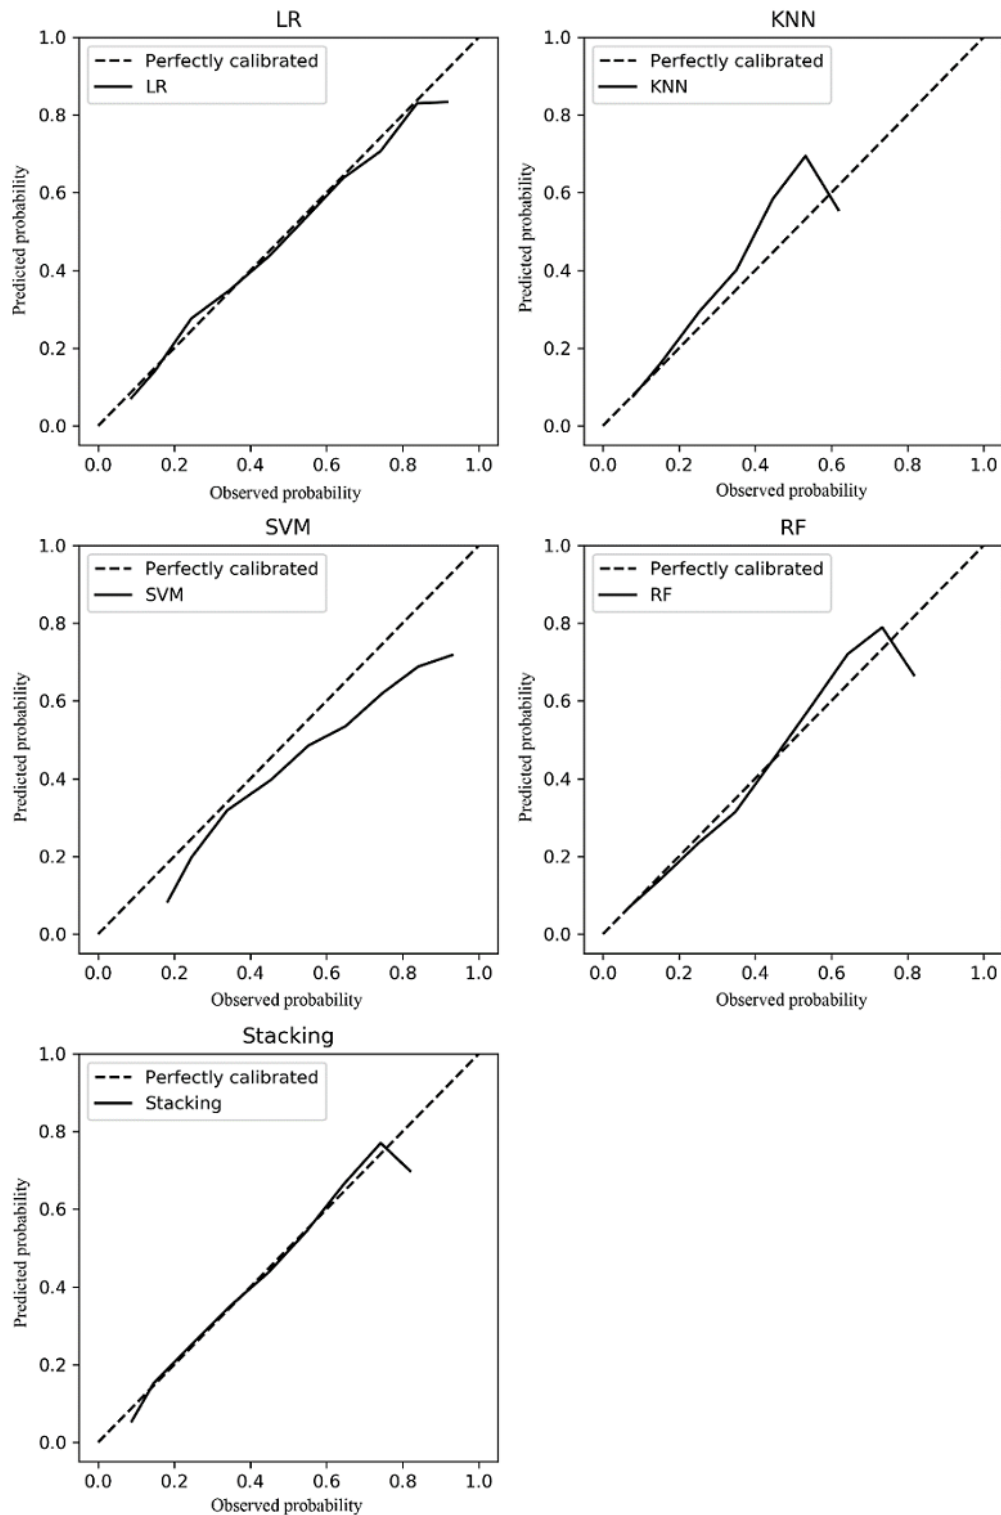 LR
Perfectly calibrated
LR
Predicted probability
1.0
0.8
0.6
0.4
0.2
0.0
0.0 0.2 0.4 0.6 0.8 1.0
Observed probability
KNN
Perfectly calibrated
KNN
Predicted probability
1.0
0.8
0.6
0.4
0.2
0.0
0.0 0.2 0.4 0.6 0.8 1.0
Observed probability
SVM
Perfectly calibrated
SVM
Predicted probability
1.0
0.8
0.6
0.4
0.2
0.0
0.0 0.2 0.4 0.6 0.8 1.0
Observed probability
RF
Perfectly calibrated
RF
Predicted probability
1.0
0.8
0.6
0.4
0.2
0.0
0.0 0.2 0.4 0.6 0.8 1.0
Observed probability
Stacking
Perfectly calibrated
Stacking
Predicted probability
1.0
0.8
0.6
0.4
0.2
0.0
0.0 0.2 0.4 0.6 0.8 1.0
Observed probability